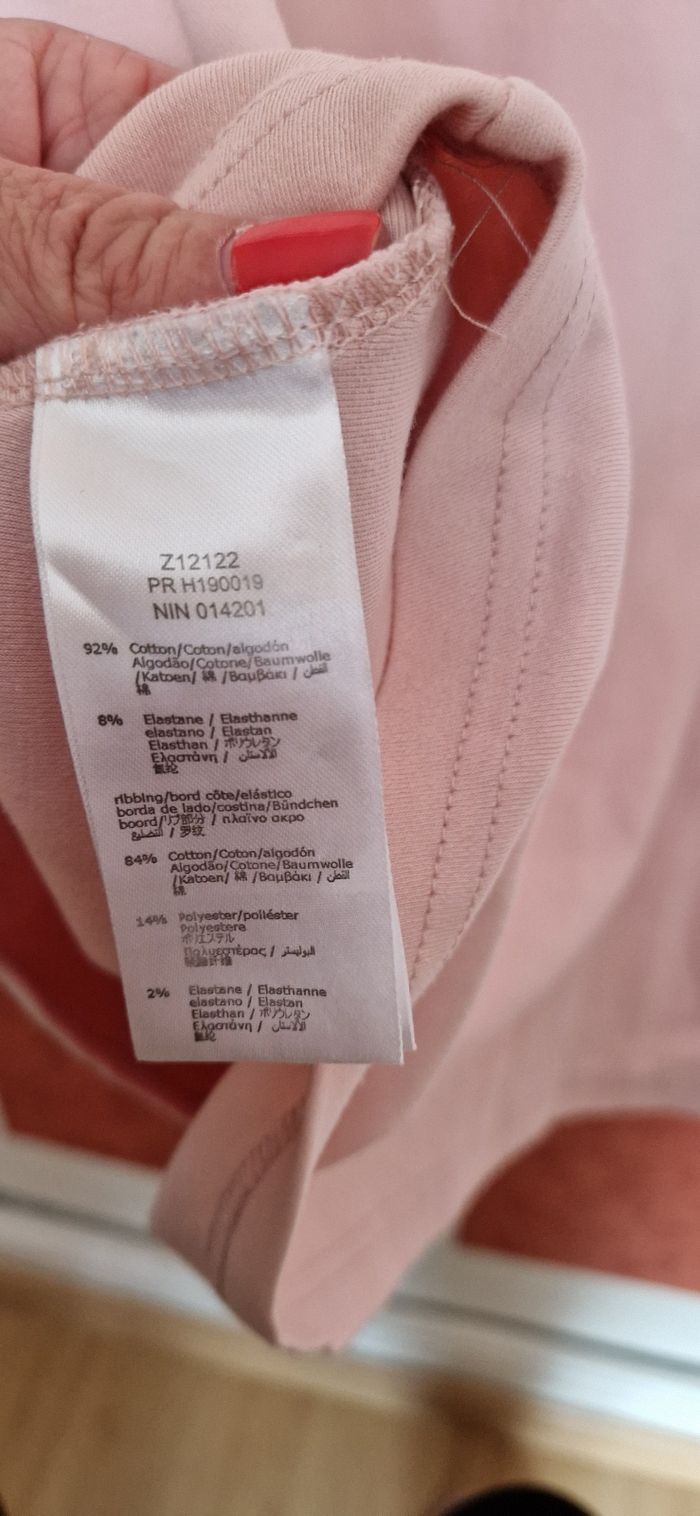 Z12122
PR H190019
NIN 014201
92% Cotton/Coton/algodón
Algodão/Cotone/Baumwolle
/Katoen/ 綿 /Βαμβάκι / القطن
棉
8% Elastane / Elasthanne
elastano / Elastan
Elasthan / ポリウレタン
Ελαστάνη / الألاستان
氨纶
ribbing/bord côte/elástico
borda de lado/costina/Bündchen
boord/リブ部分 / πλαϊνο ακρο
/ 罗纹
84% Cotton/Coton/algodón
Algodão/Cotone/Baumwolle
/Katoen/ 綿 /Βαμβάκι / القطن
棉
14% Polyester/poliéster
Polyestere
ポリエステル
Πολυεστέρας / البوليستر
2% Elastane / Elasthanne
elastano / Elastan
Elasthan / ポリウレタン
Ελαστάνη / الألاستان
氨纶